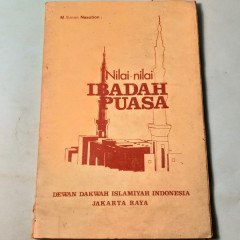 Nilai-nilai
IBADAH
PUASA
DEWAN DAKWAH ISLAMIYAH INDONESIA
JAKARTA RAYA